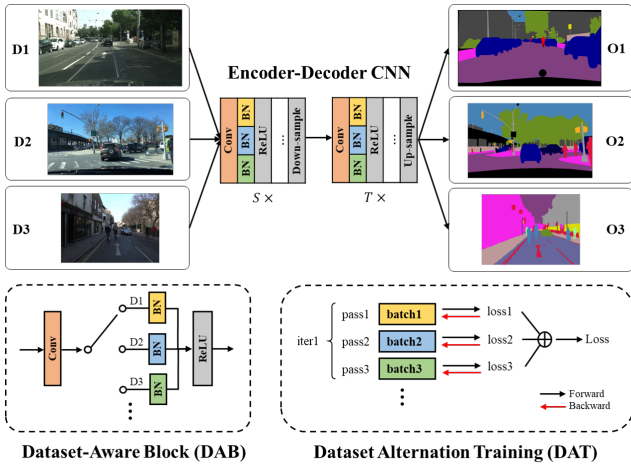 D1
O1
Encoder-Decoder CNN
D2
Conv
BN
BN
BN
ReLU
...
Down-sample
Conv
BN
BN
BN
ReLU
...
Up-sample
O2
S ×
T ×
D3
O3
Conv
D1
BN
D2
BN
D3
BN
ReLU
iter1
pass1
batch1
loss1
pass2
batch2
loss2
Loss
pass3
batch3
loss3
Forward
Backward
Dataset-Aware Block (DAB)
Dataset Alternation Training (DAT)